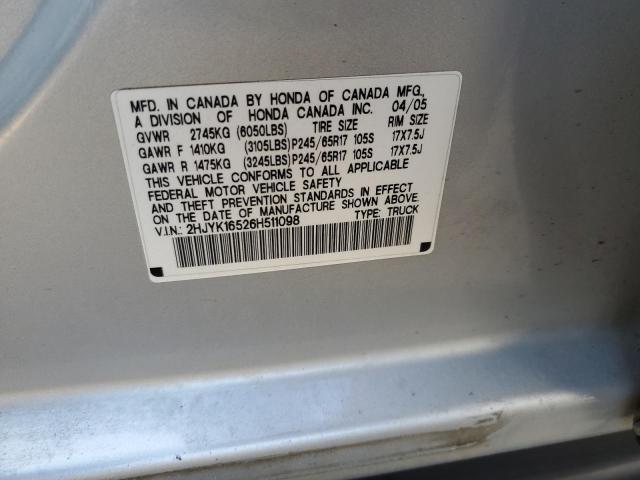 MFD. IN CANADA BY HONDA OF CANADA MFG.,
A DIVISION OF HONDA CANADA INC. 04/05
GVWR 2745KG (6050LBS) TIRE SIZE RIM SIZE
GAWR F 1410KG (3105LBS)P245/65R17 105S 17X7.5J
GAWR R 1475KG (3245LBS)P245/65R17 105S 17X7.5J
THIS VEHICLE CONFORMS TO ALL APPLICABLE
FEDERAL MOTOR VEHICLE SAFETY
AND THEFT PREVENTION STANDARDS IN EFFECT
ON THE DATE OF MANUFACTURE SHOWN ABOVE.
V.I.N.: 2HJYK16526H511098 TYPE: TRUCK